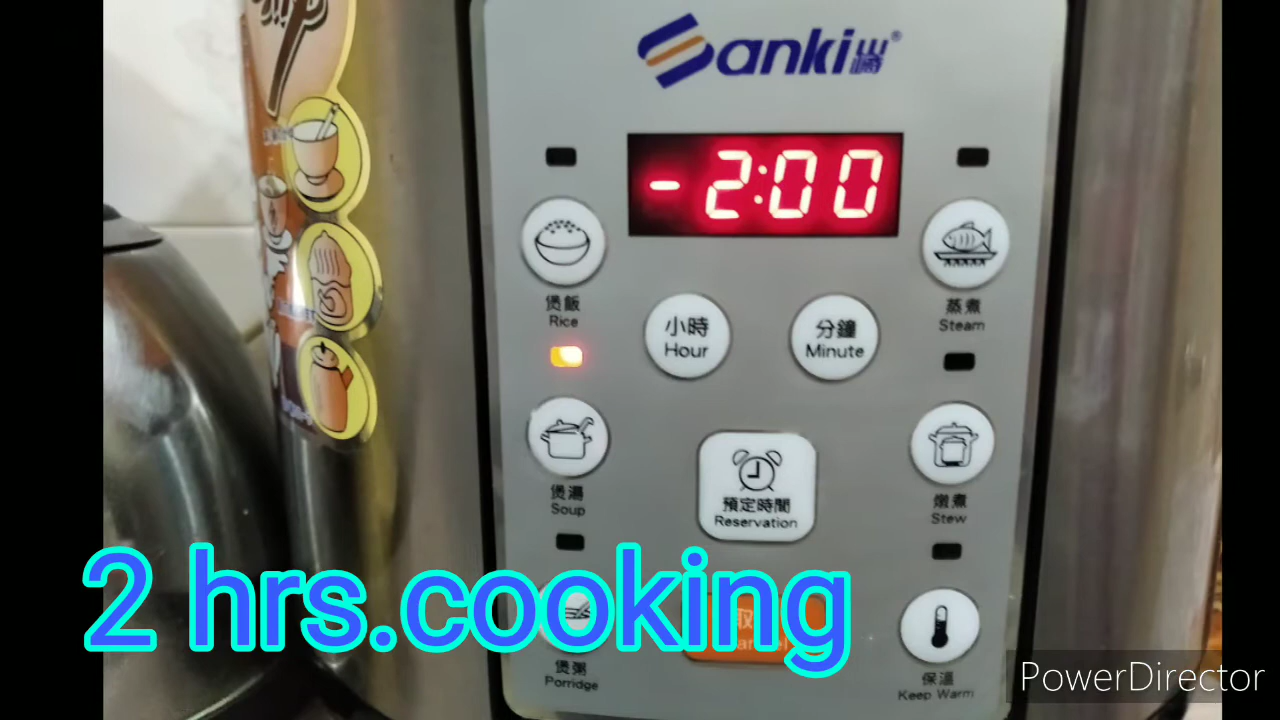 Sanki山崎®
-2:00
煲飯
Rice
小時
Hour
分鐘
Minute
蒸煮
Steam
煲湯
Soup
預定時間
Reservation
燉煮
Stew
2 hrs.cooking
煲粥
Porridge
保溫
Keep Warm
PowerDirector